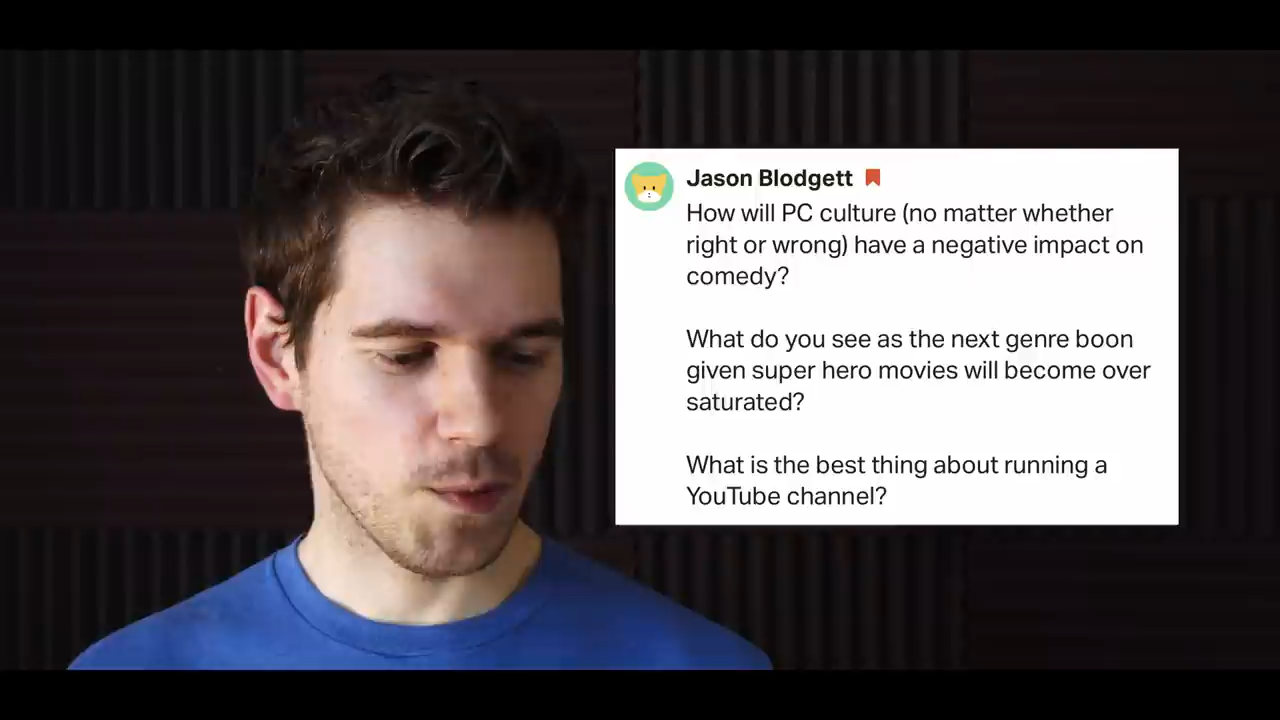 Jason Blodgett
How will PC culture (no matter whether
right or wrong) have a negative impact on
comedy?
What do you see as the next genre boon
given super hero movies will become over
saturated?
What is the best thing about running a
YouTube channel?